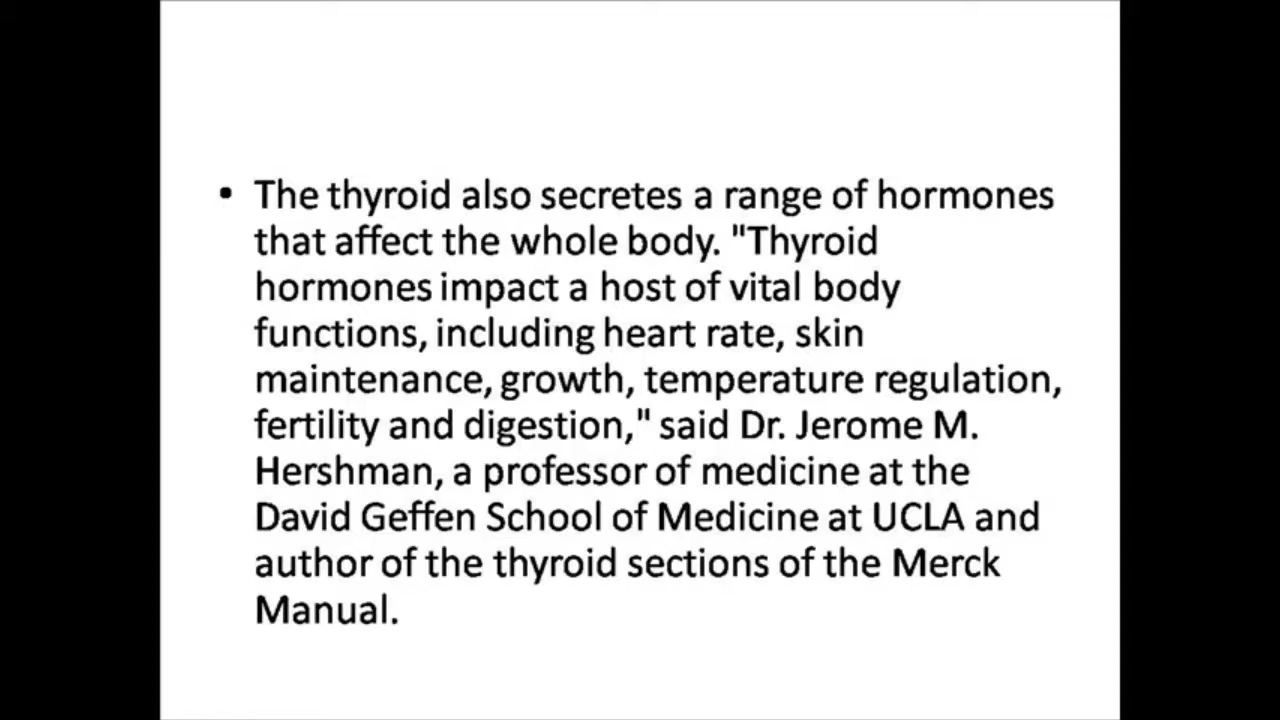 • The thyroid also secretes a range of hormones
that affect the whole body. "Thyroid
hormones impact a host of vital body
functions, including heart rate, skin
maintenance, growth, temperature regulation,
fertility and digestion," said Dr. Jerome M.
Hershman, a professor of medicine at the
David Geffen School of Medicine at UCLA and
author of the thyroid sections of the Merck
Manual.